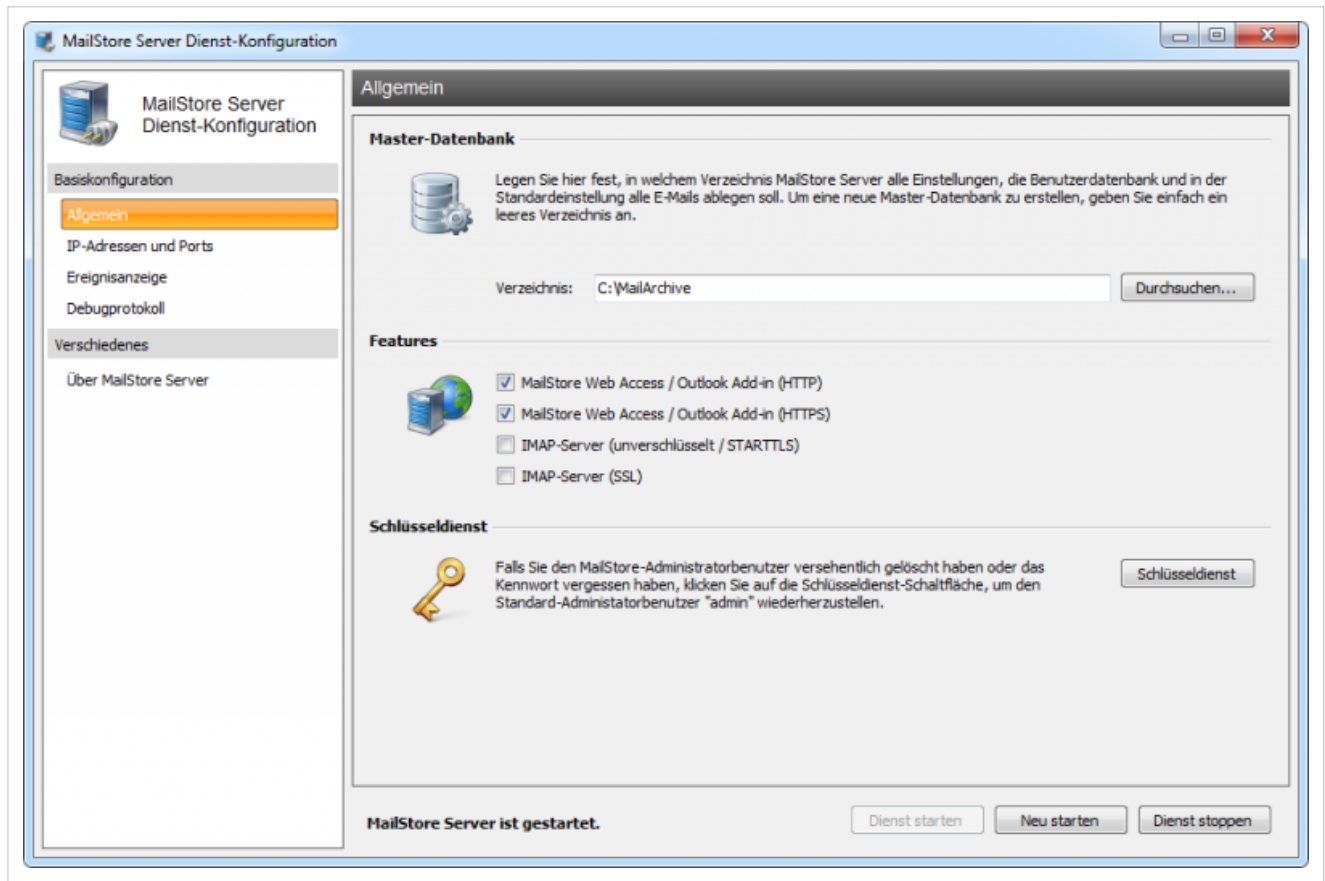 MailStore Server Dienst-Konfiguration
MailStore Server
Dienst-Konfiguration
Basiskonfiguration
Allgemein
IP-Adressen und Ports
Ereignisanzeige
Debugprotokoll
Verschiedenes
Über MailStore Server
Allgemein
Master-Datenbank
Legen Sie hier fest, in welchem Verzeichnis MailStore Server alle Einstellungen, die Benutzerdatenbank und in der
Standardeinstellung alle E-Mails ablegen soll. Um eine neue Master-Datenbank zu erstellen, geben Sie einfach ein
leeres Verzeichnis an.
Verzeichnis: C:\MailArchive Durchsuchen...
Features
MailStore Web Access / Outlook Add-in (HTTP)
MailStore Web Access / Outlook Add-in (HTTPS)
IMAP-Server (unverschlüsselt / STARTTLS)
IMAP-Server (SSL)
Schlüsseldienst
Falls Sie den MailStore-Administratorbenutzer versehentlich gelöscht haben oder das
Kennwort vergessen haben, klicken Sie auf die Schlüsseldienst-Schaltfläche, um den
Standard-Administatorbenutzer "admin" wiederherzustellen.
Schlüsseldienst
MailStore Server ist gestartet.
Dienst starten Neu starten Dienst stoppen